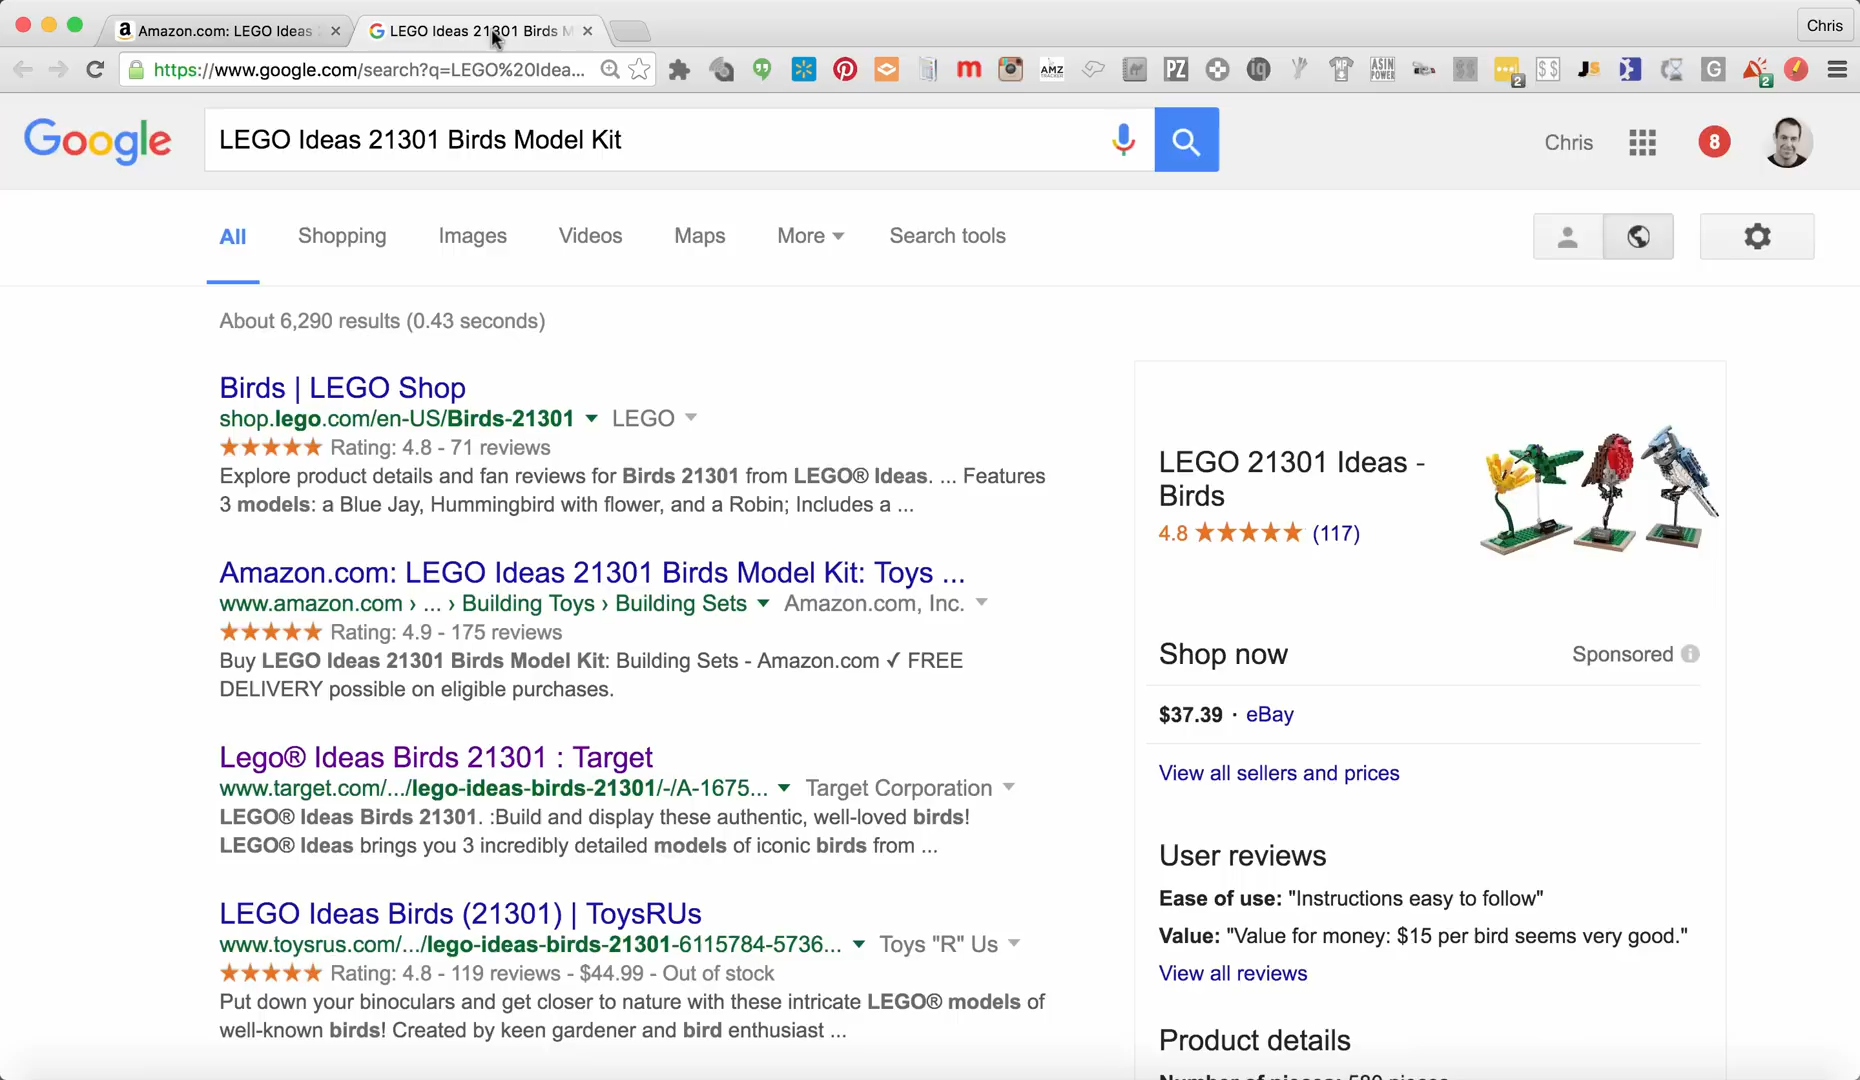 Amazon.com: LEGO Ideas
LEGO Ideas 21301 Birds M
Chris
https://www.google.com/search?q=LEGO%20Idea...
AMZ
TRACKER
PZ
ASIN
POWER
2
$$
JS
G
2
Google
LEGO Ideas 21301 Birds Model Kit
Chris
8
All
Shopping
Images
Videos
Maps
More
Search tools
About 6,290 results (0.43 seconds)
Birds | LEGO Shop
shop.lego.com/en-US/Birds-21301 LEGO
Rating: 4.8 - 71 reviews
Explore product details and fan reviews for Birds 21301 from LEGO® Ideas. ... Features
3 models: a Blue Jay, Hummingbird with flower, and a Robin; Includes a ...
Amazon.com: LEGO Ideas 21301 Birds Model Kit: Toys ...
www.amazon.com › ... › Building Toys › Building Sets Amazon.com, Inc.
Rating: 4.9 - 175 reviews
Buy LEGO Ideas 21301 Birds Model Kit: Building Sets - Amazon.com ✓ FREE
DELIVERY possible on eligible purchases.
Lego® Ideas Birds 21301 : Target
www.target.com/.../lego-ideas-birds-21301/-/A-1675... Target Corporation
LEGO® Ideas Birds 21301. :Build and display these authentic, well-loved birds!
LEGO® Ideas brings you 3 incredibly detailed models of iconic birds from ...
LEGO Ideas Birds (21301) | ToysRUs
www.toysrus.com/.../lego-ideas-birds-21301-6115784-5736... Toys "R" Us
Rating: 4.8 - 119 reviews - $44.99 - Out of stock
Put down your binoculars and get closer to nature with these intricate LEGO® models of
well-known birds! Created by keen gardener and bird enthusiast ...
LEGO 21301 Ideas -
Birds
4.8 (117)
Shop now
Sponsored
$37.39 · eBay
View all sellers and prices
User reviews
Ease of use: "Instructions easy to follow"
Value: "Value for money: $15 per bird seems very good."
View all reviews
Product details
Number of pieces: 580 pieces